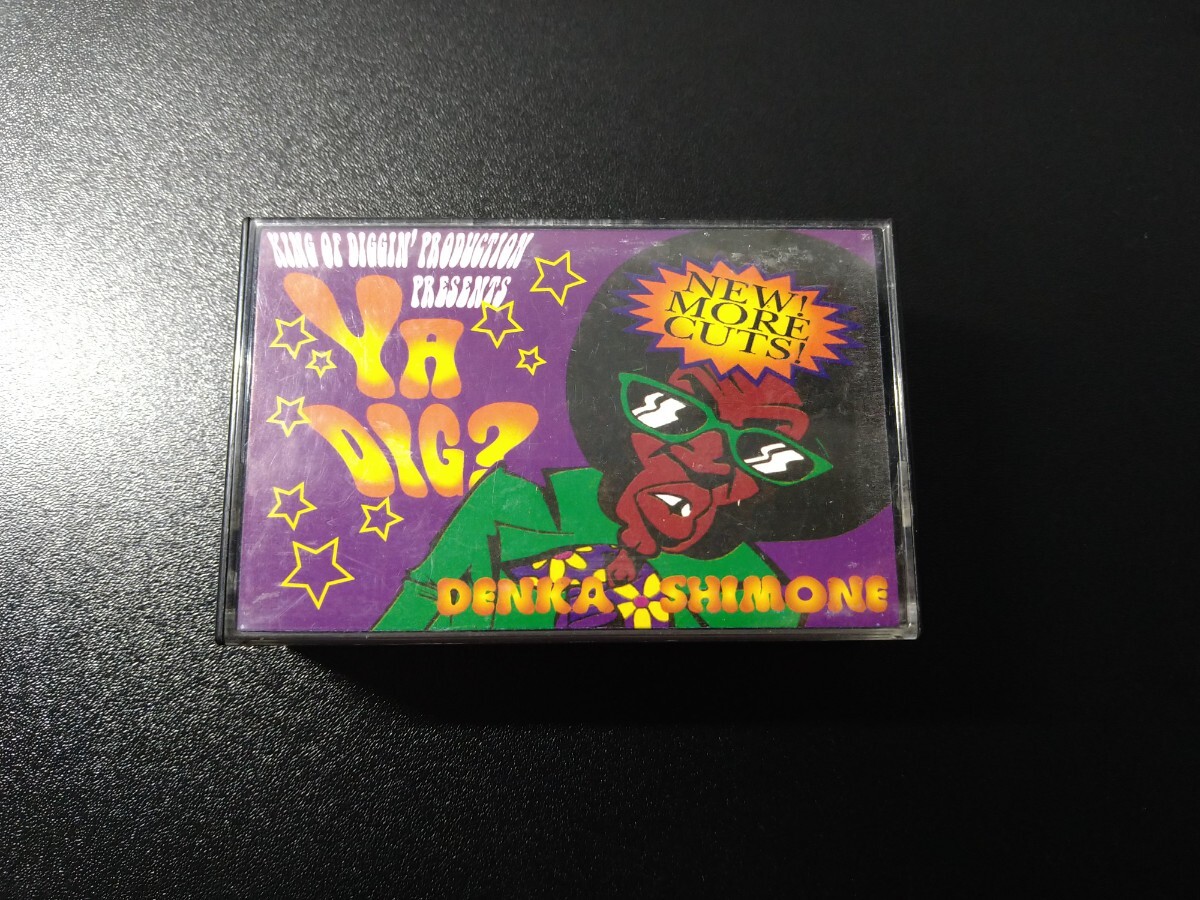 KING OF DIGGIN' PRODUCTION
PRESENTS
YA
DIG?
NEW!
MORE
CUTS!
DENKA SHIMONE